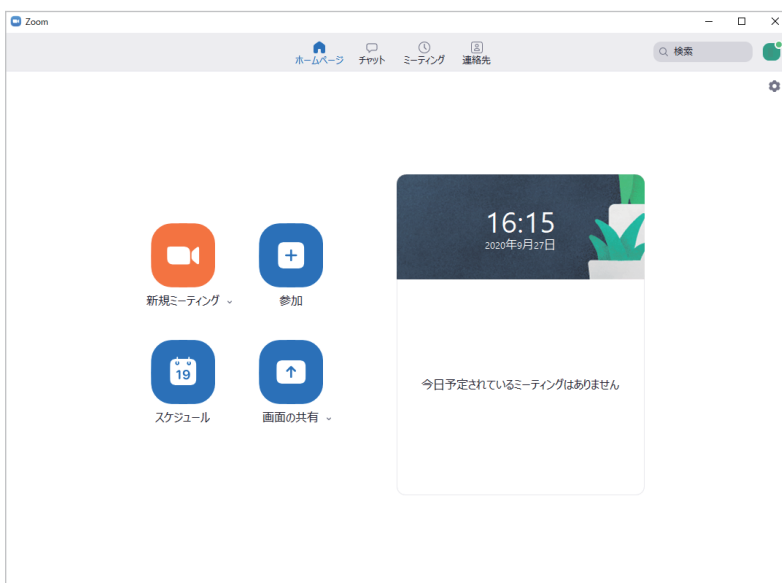 Zoom
ホームページ チャット ミーティング 連絡先
検索
16:15
2020年9月27日
新規ミーティング
参加
19
スケジュール
画面の共有
今日予定されているミーティングはありません